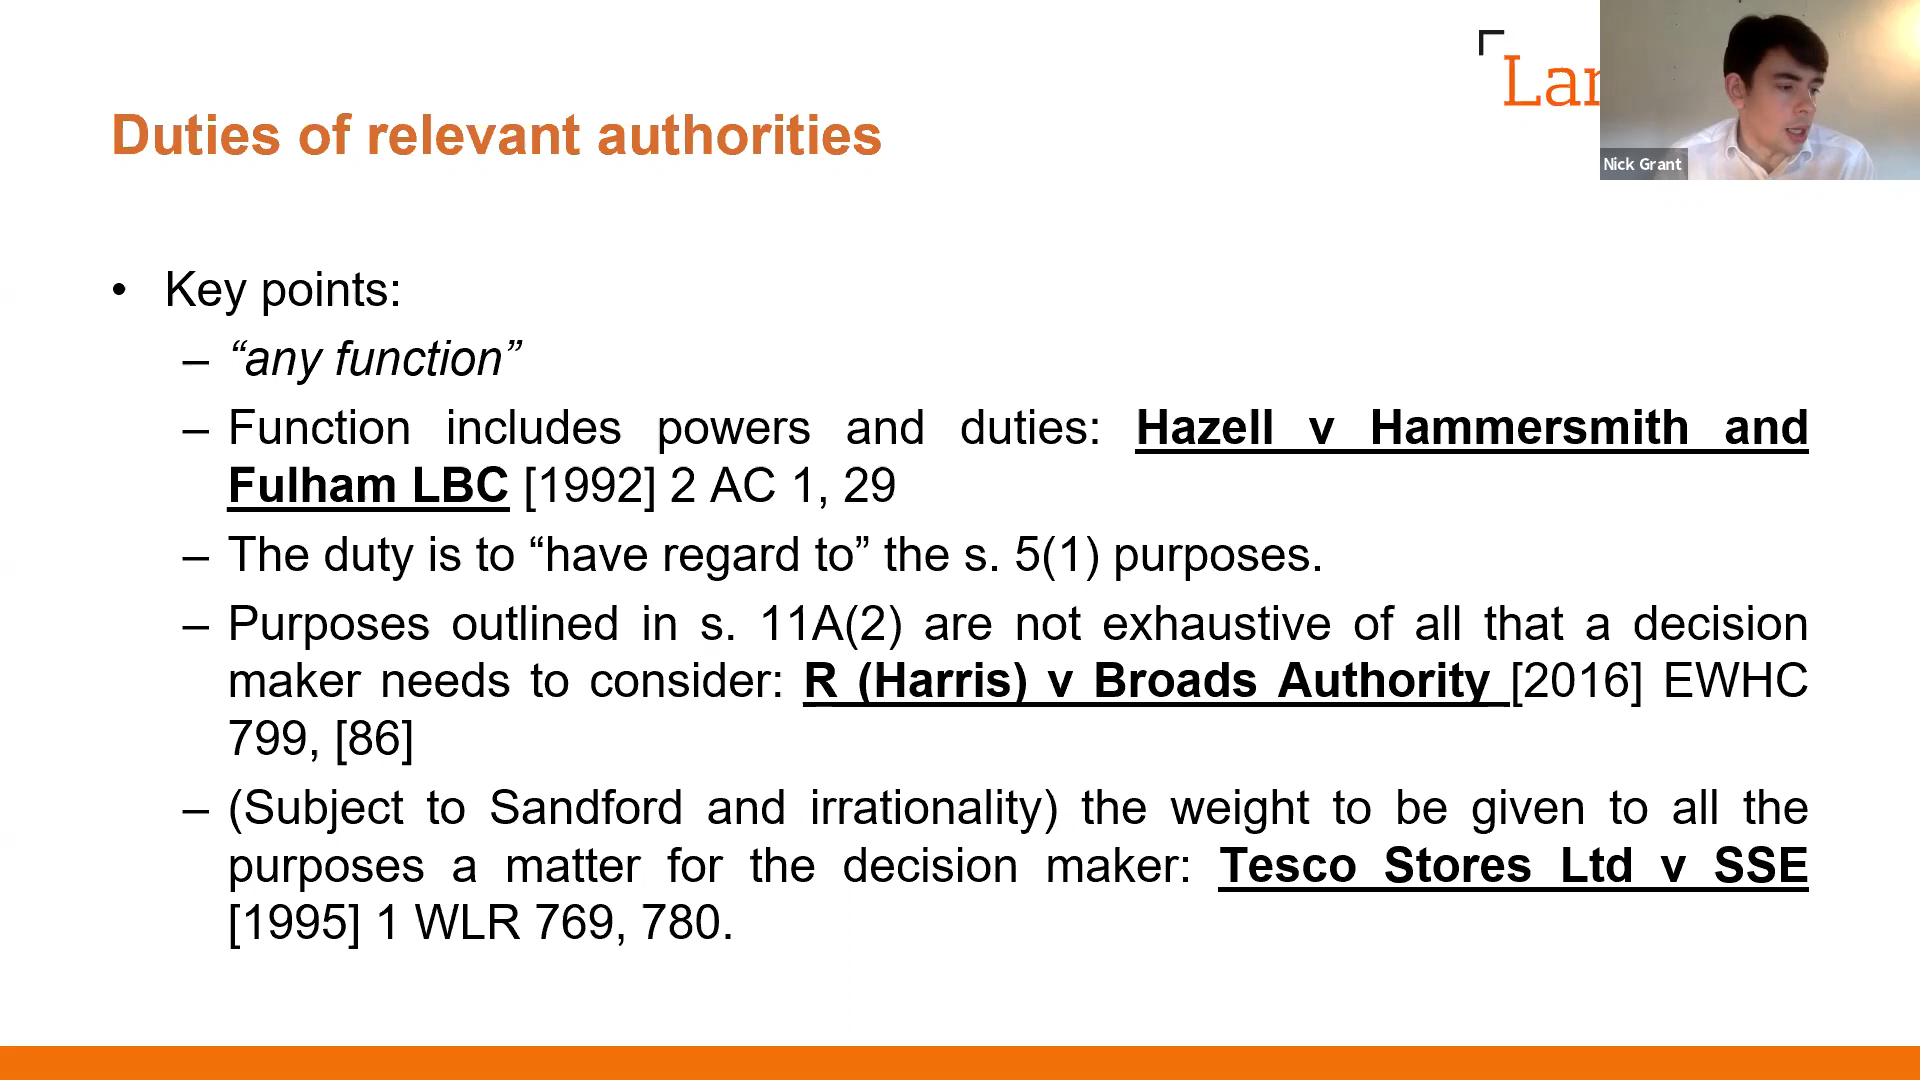 Lan
Nick Grant
Duties of relevant authorities
• Key points:
– “any function”
– Function includes powers and duties: Hazell v Hammersmith and
Fulham LBC [1992] 2 AC 1, 29
– The duty is to “have regard to” the s. 5(1) purposes.
– Purposes outlined in s. 11A(2) are not exhaustive of all that a decision
maker needs to consider: R (Harris) v Broads Authority [2016] EWHC
799, [86]
– (Subject to Sandford and irrationality) the weight to be given to all the
purposes a matter for the decision maker: Tesco Stores Ltd v SSE
[1995] 1 WLR 769, 780.